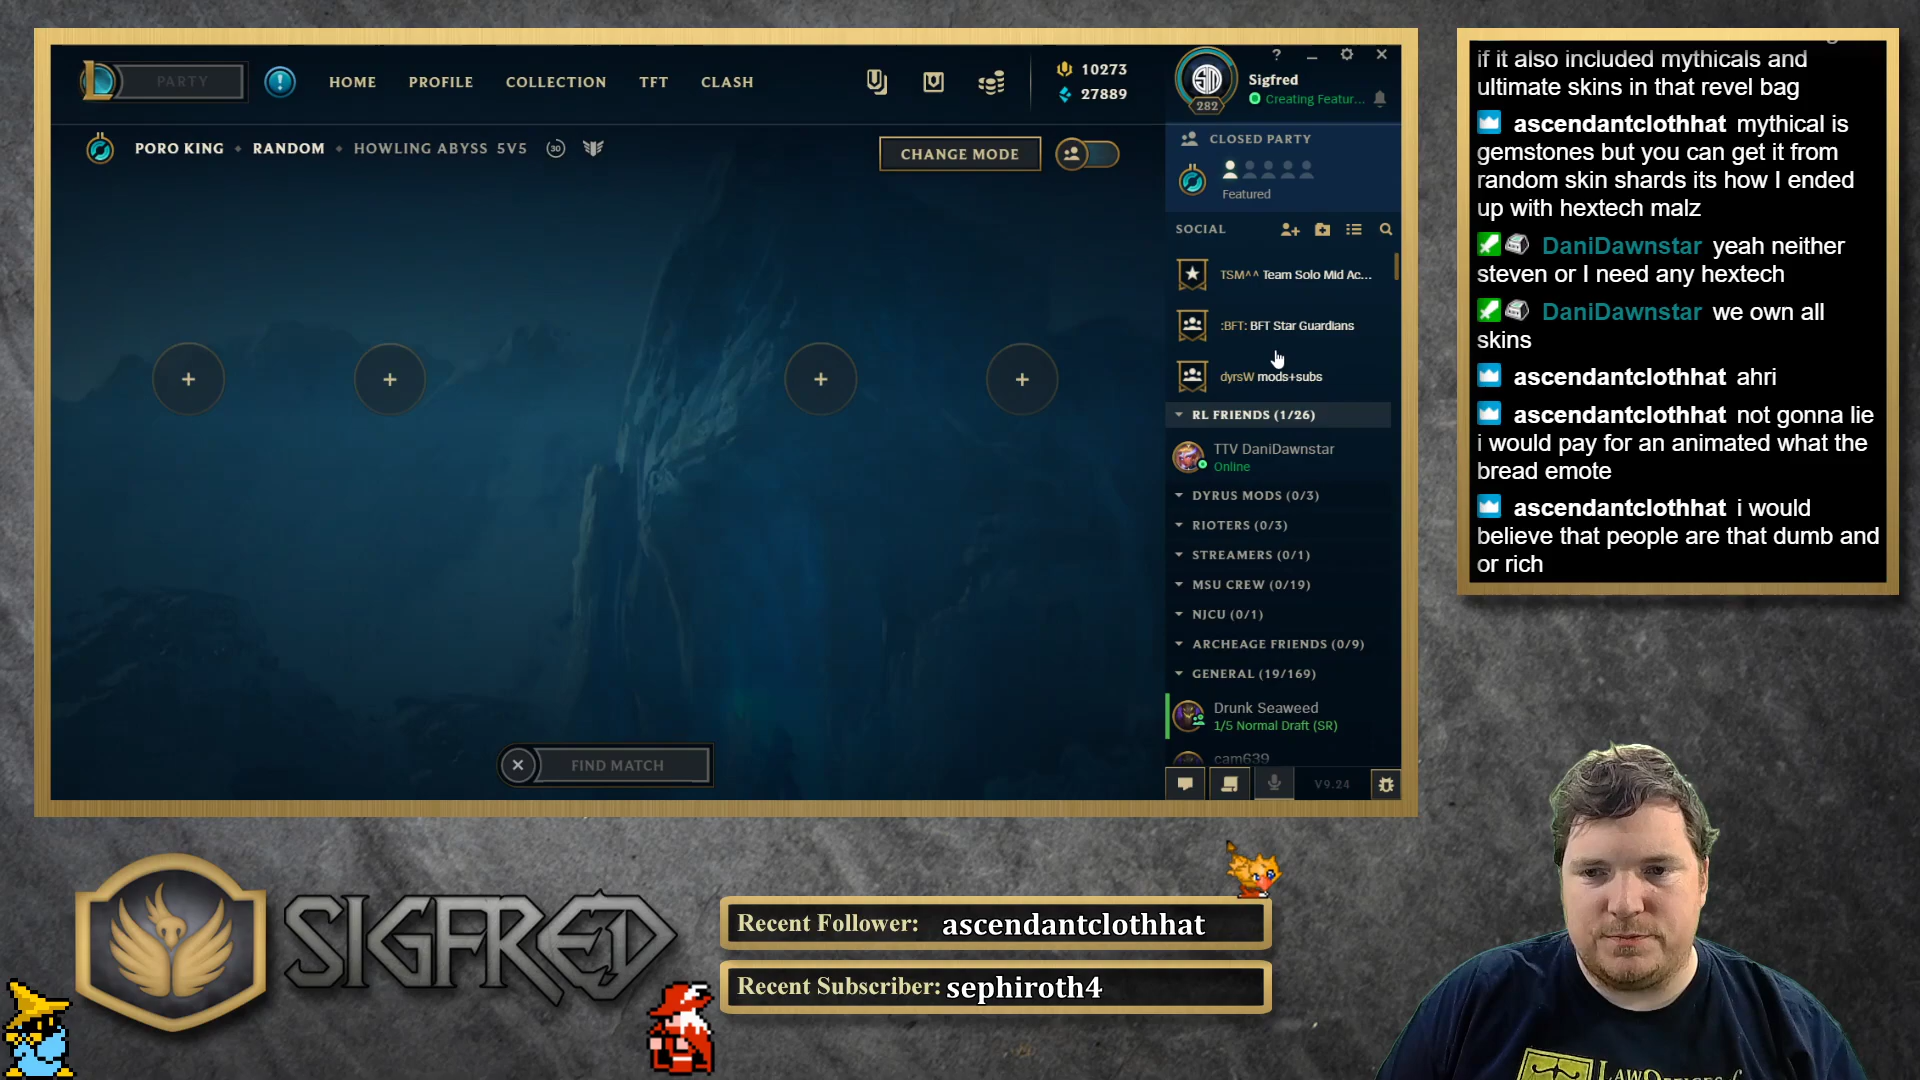 PARTY
HOME
PROFILE
COLLECTION
TFT
CLASH
10273
27889
282
?
Sigfred
Creating Featur...
PORO KING • RANDOM • HOWLING ABYSS 5V5
30
CHANGE MODE
CLOSED PARTY
Featured
SOCIAL
TSM^^ Team Solo Mid Ac...
:BFT: BFT Star Guardians
dyrsW mods+subs
RL FRIENDS (1/26)
TTV DaniDawnstar
Online
DYRUS MODS (0/3)
RIOTERS (0/3)
STREAMERS (0/1)
MSU CREW (0/19)
NJCU (0/1)
ARCHEAGE FRIENDS (0/9)
GENERAL (19/169)
Drunk Seaweed
1/5 Normal Draft (SR)
cam639
FIND MATCH
V9.24
if it also included mythicals and
ultimate skins in that revel bag
ascendantclothhat mythical is
gemstones but you can get it from
random skin shards its how I ended
up with hextech malz
DaniDawnstar yeah neither
steven or I need any hextech
DaniDawnstar we own all
skins
ascendantclothhat ahri
ascendantclothhat not gonna lie
i would pay for an animated what the
bread emote
ascendantclothhat i would
believe that people are that dumb and
or rich
SIGFRED
Recent Follower: ascendantclothhat
Recent Subscriber: sephiroth4